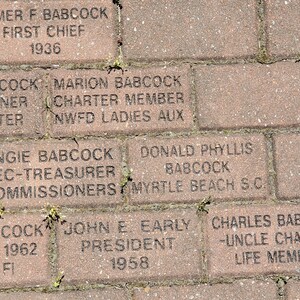 MER F BABCOCK
FIRST CHIEF
1936
COCK
NER
TER
MARION BABCOCK
CHARTER MEMBER
NWFD LADIES AUX
NGIE BABCOCK
EC-TREASURER
OMMISSIONERS
DONALD PHYLLIS
BABCOCK
MYRTLE BEACH S.C.
COCK
1962
FI
JOHN E. EARLY
PRESIDENT
1958
CHARLES BAB
-UNCLE CHA
LIFE MEM